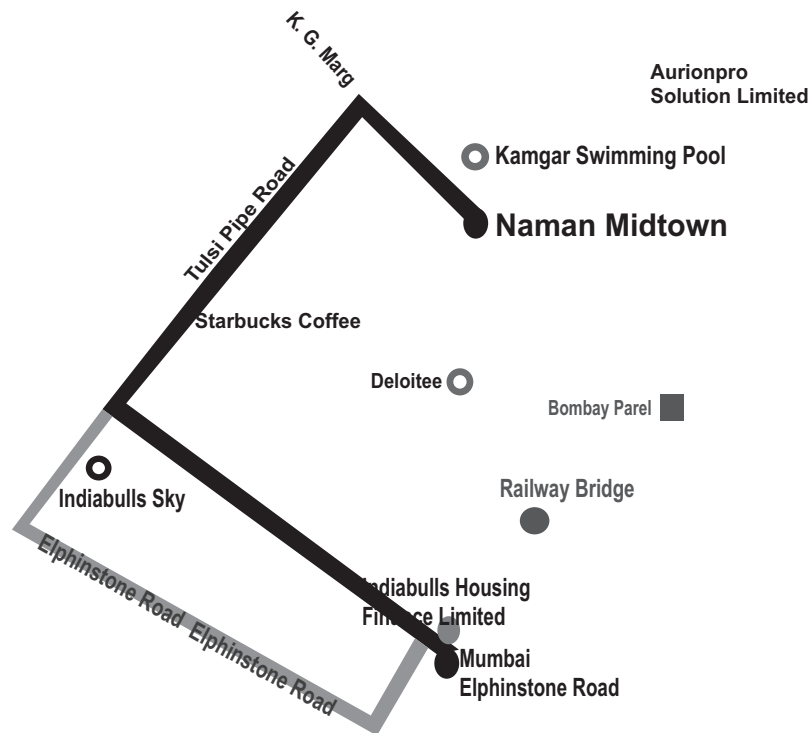 K. G. Marg
Aurionpro
Solution Limited
Kamgar Swimming Pool
Tulsi Pipe Road
Naman Midtown
Starbucks Coffee
Deloitee
Bombay Parel
Indiabulls Sky
Railway Bridge
Elphinstone Road Elphinstone Road
Indiabulls Housing
Finance Limited
Mumbai
Elphinstone Road